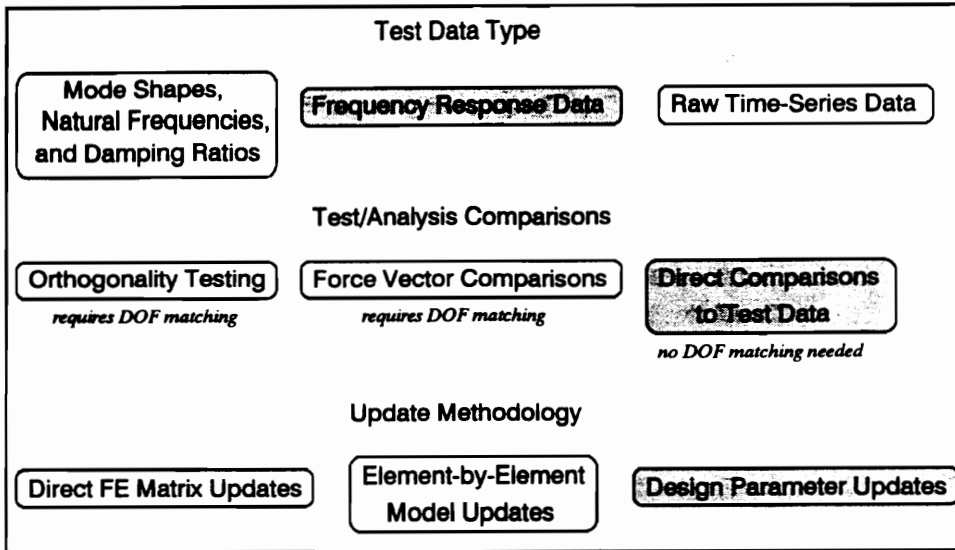 Test Data Type
Mode Shapes,
Natural Frequencies,
and Damping Ratios
Frequency Response Data
Raw Time-Series Data
Test/Analysis Comparisons
Orthogonality Testing
requires DOF matching
Force Vector Comparisons
requires DOF matching
Direct Comparisons
to Test Data
no DOF matching needed
Update Methodology
Direct FE Matrix Updates
Element-by-Element
Model Updates
Design Parameter Updates